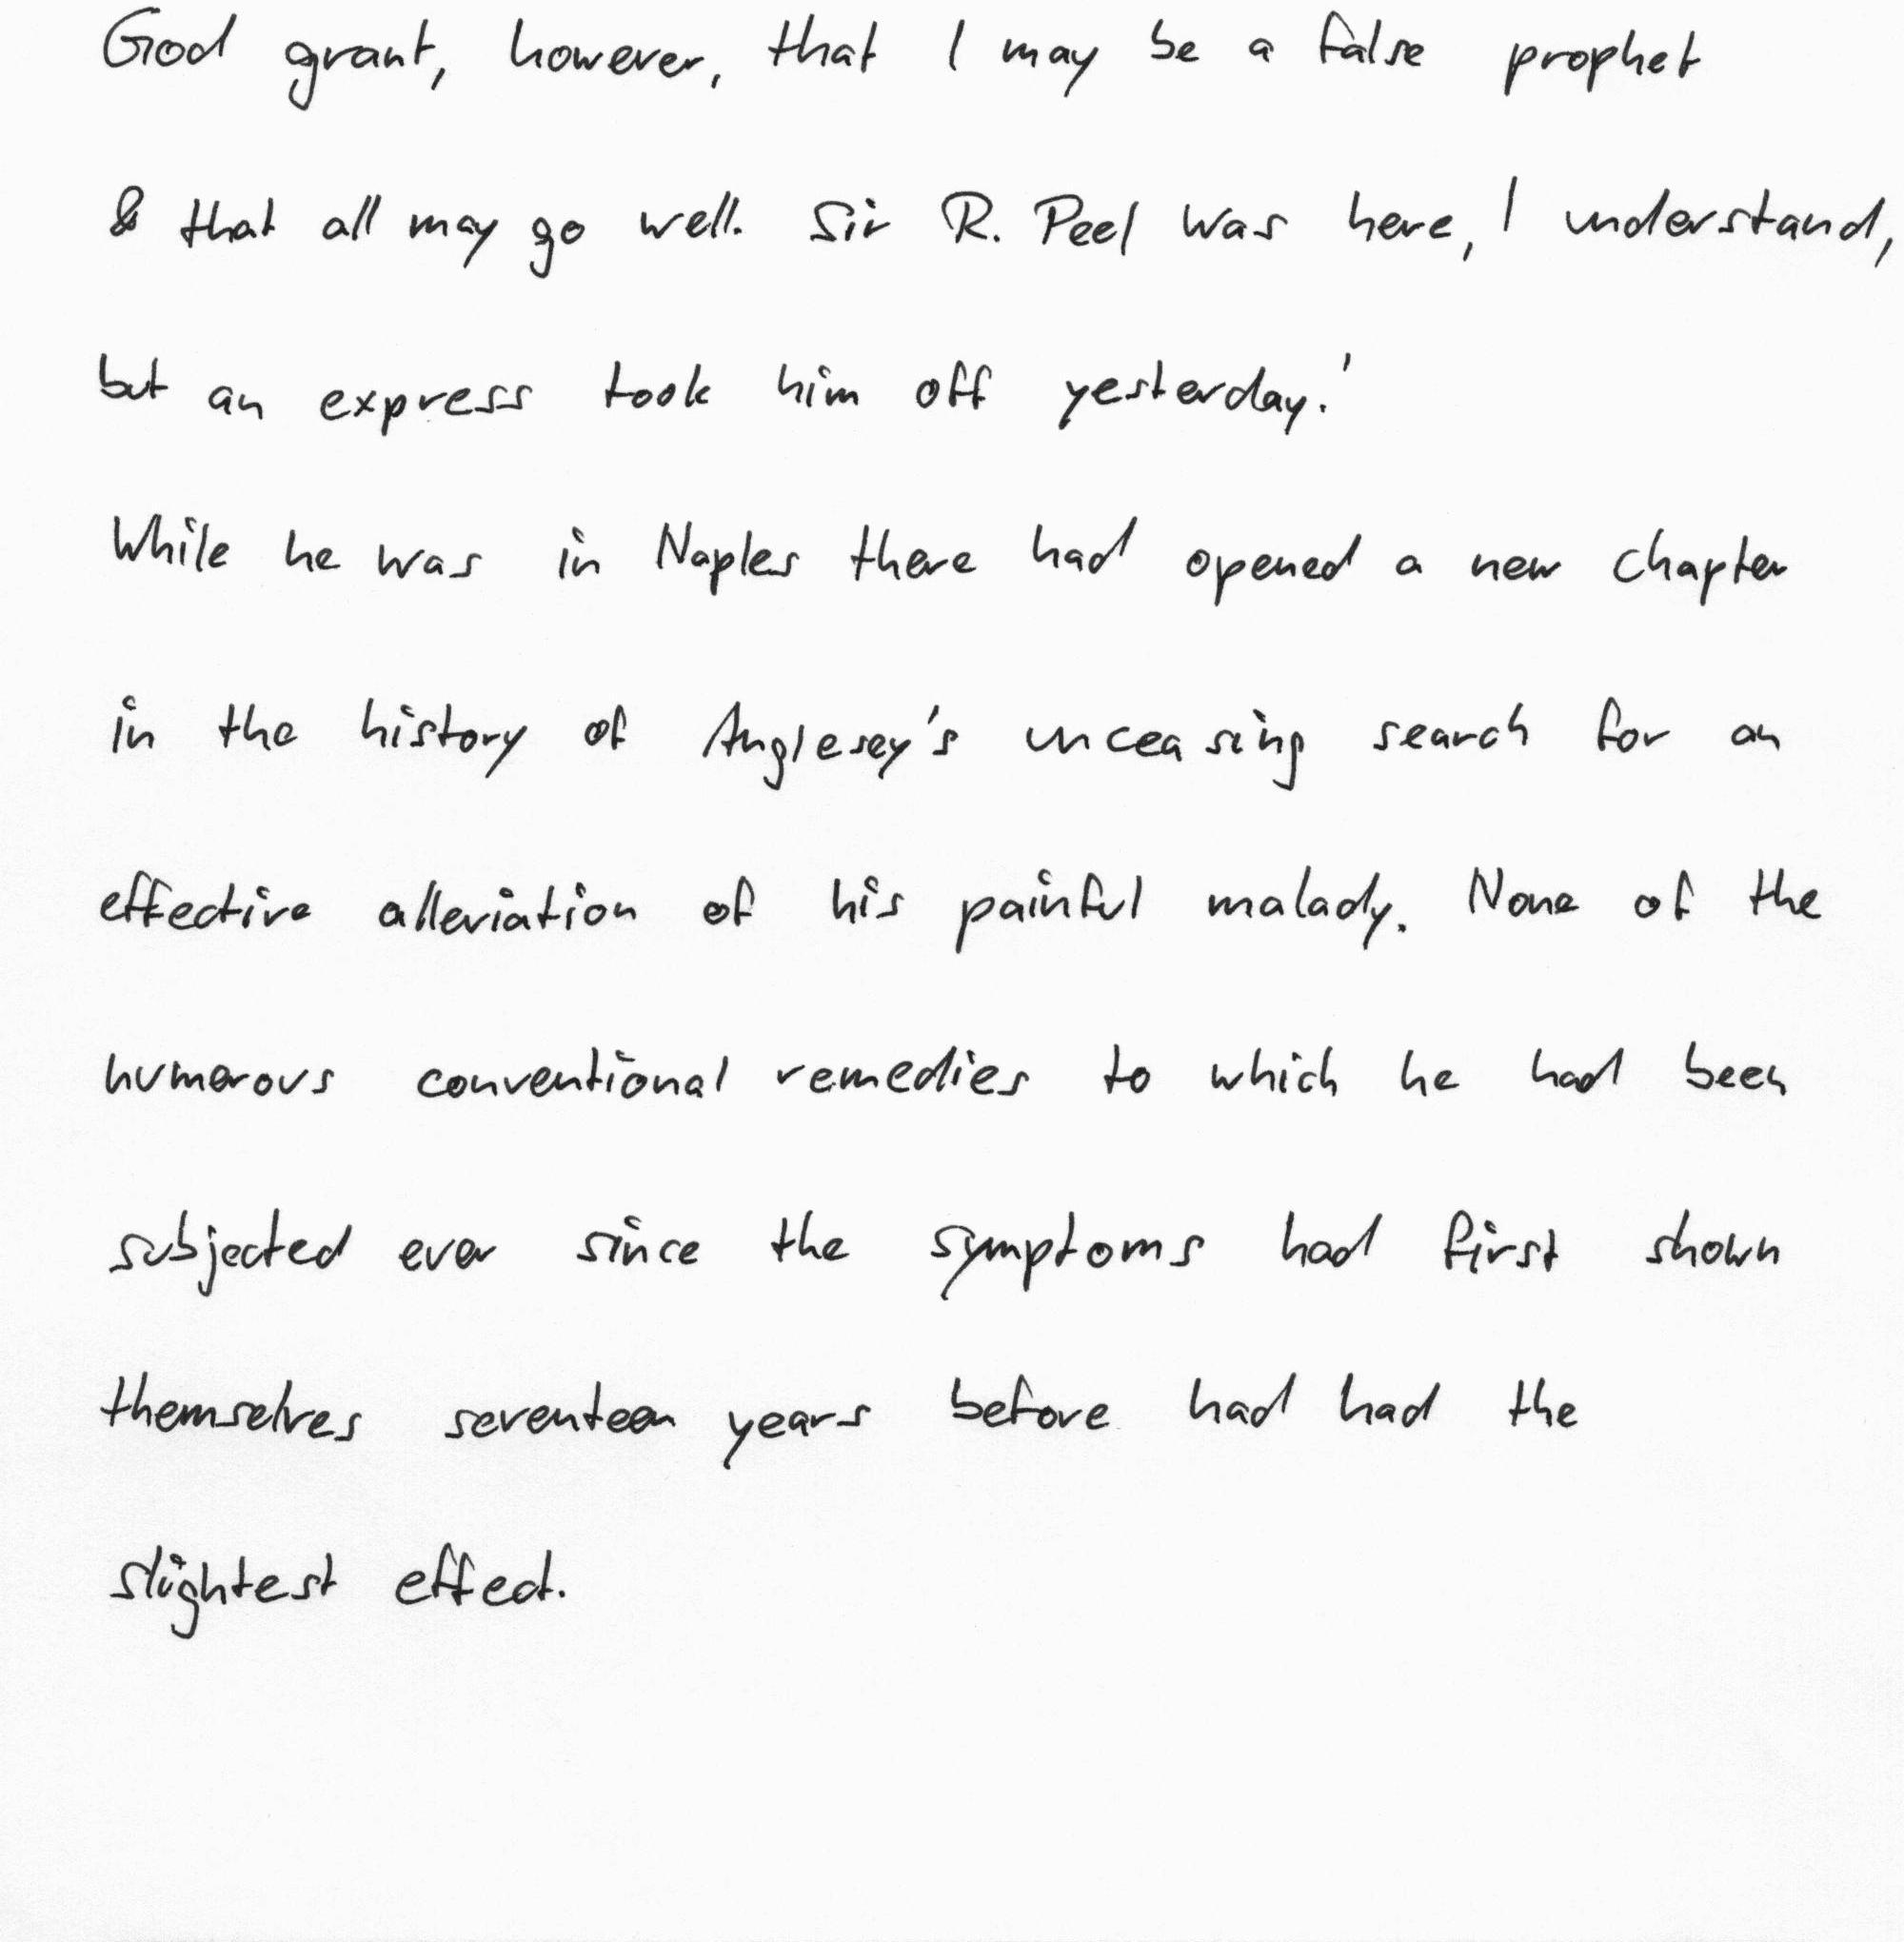 God grant, however, that I may be a false prophet
& that all may go well. Sir R. Peel was here, I understand,
but an express took him off yesterday.'
While he was in Naples there had opened a new chapter
in the history of Anglesey's unceasing search for an
effective alleviation of his painful malady. None of the
numerous conventional remedies to which he had been
subjected ever since the symptoms had first shown
themselves seventeen years before had had the
slightest effect.